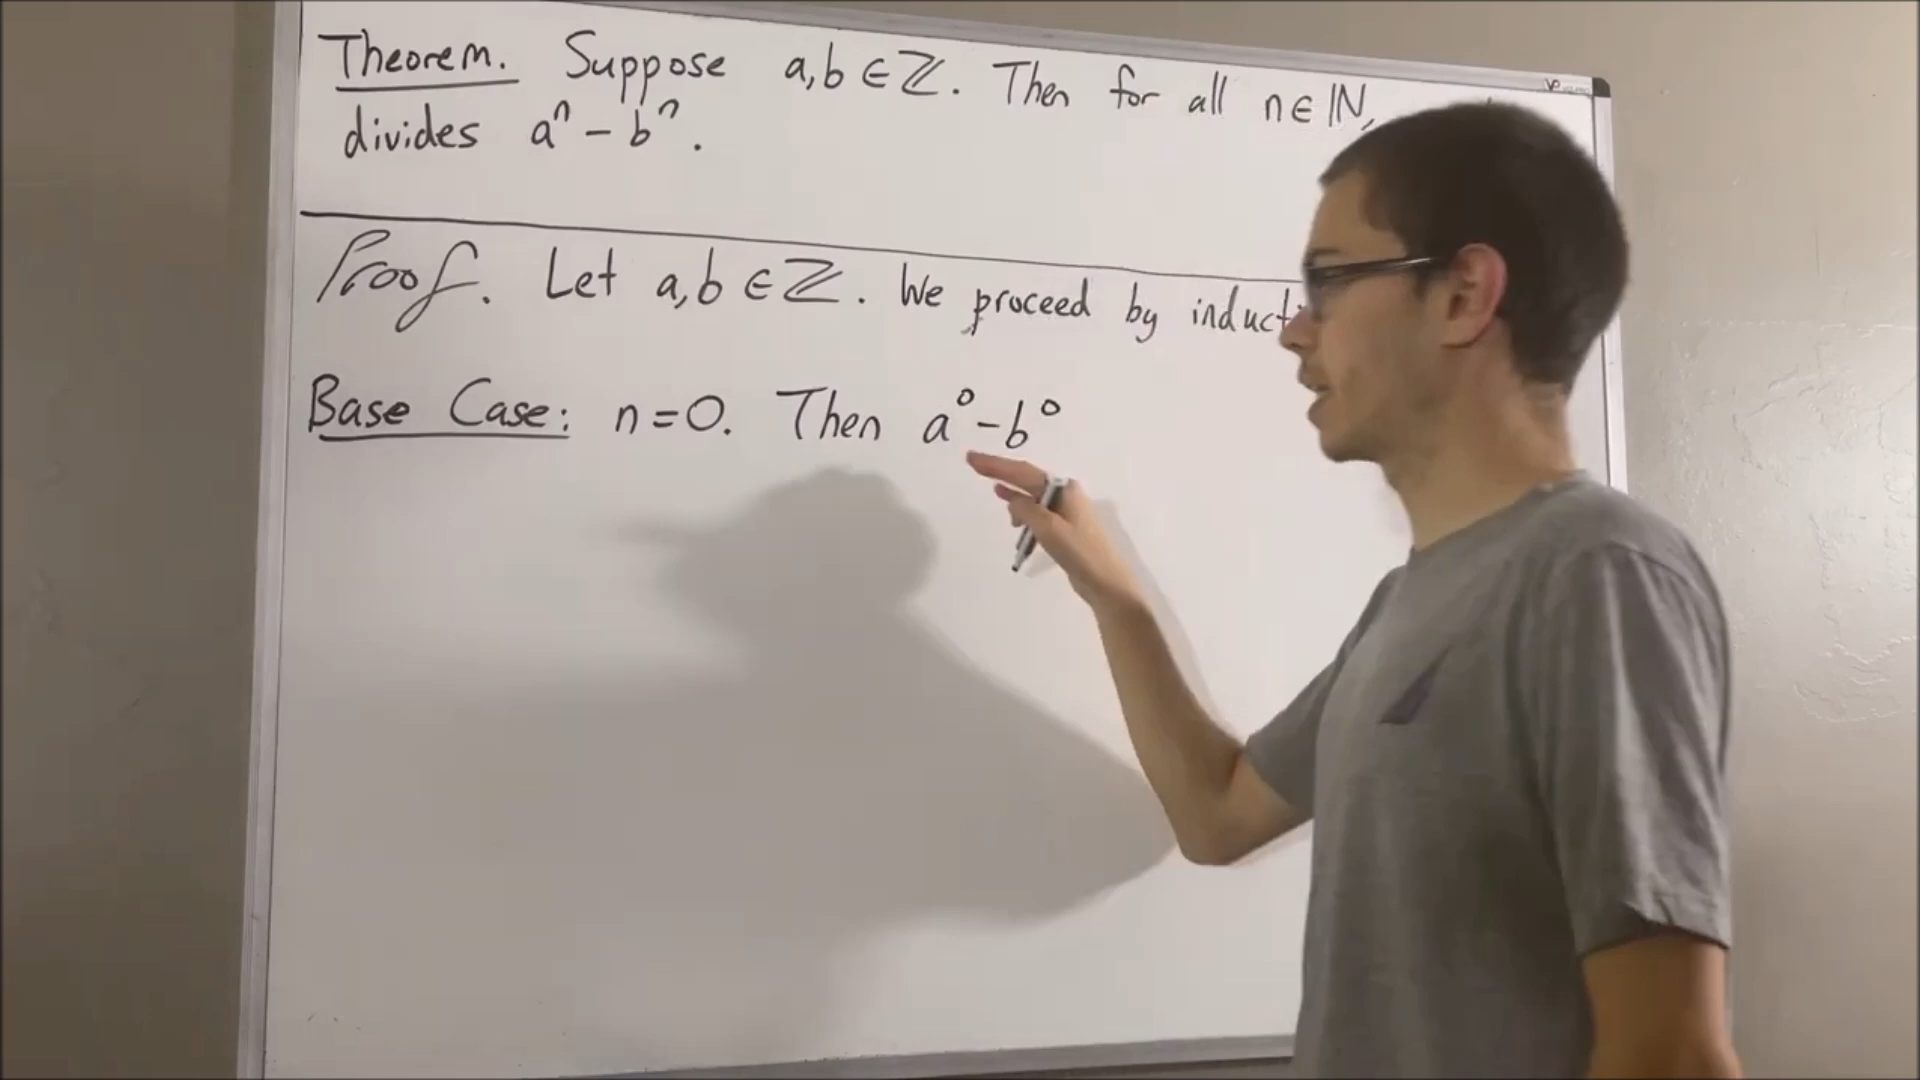 Theorem. Suppose a,b ∈ ℤ. Then for all n ∈ ℕ,
divides aⁿ - bⁿ.
Proof. Let a,b ∈ ℤ. We proceed by inducti
Base Case: n=0. Then a⁰-b⁰